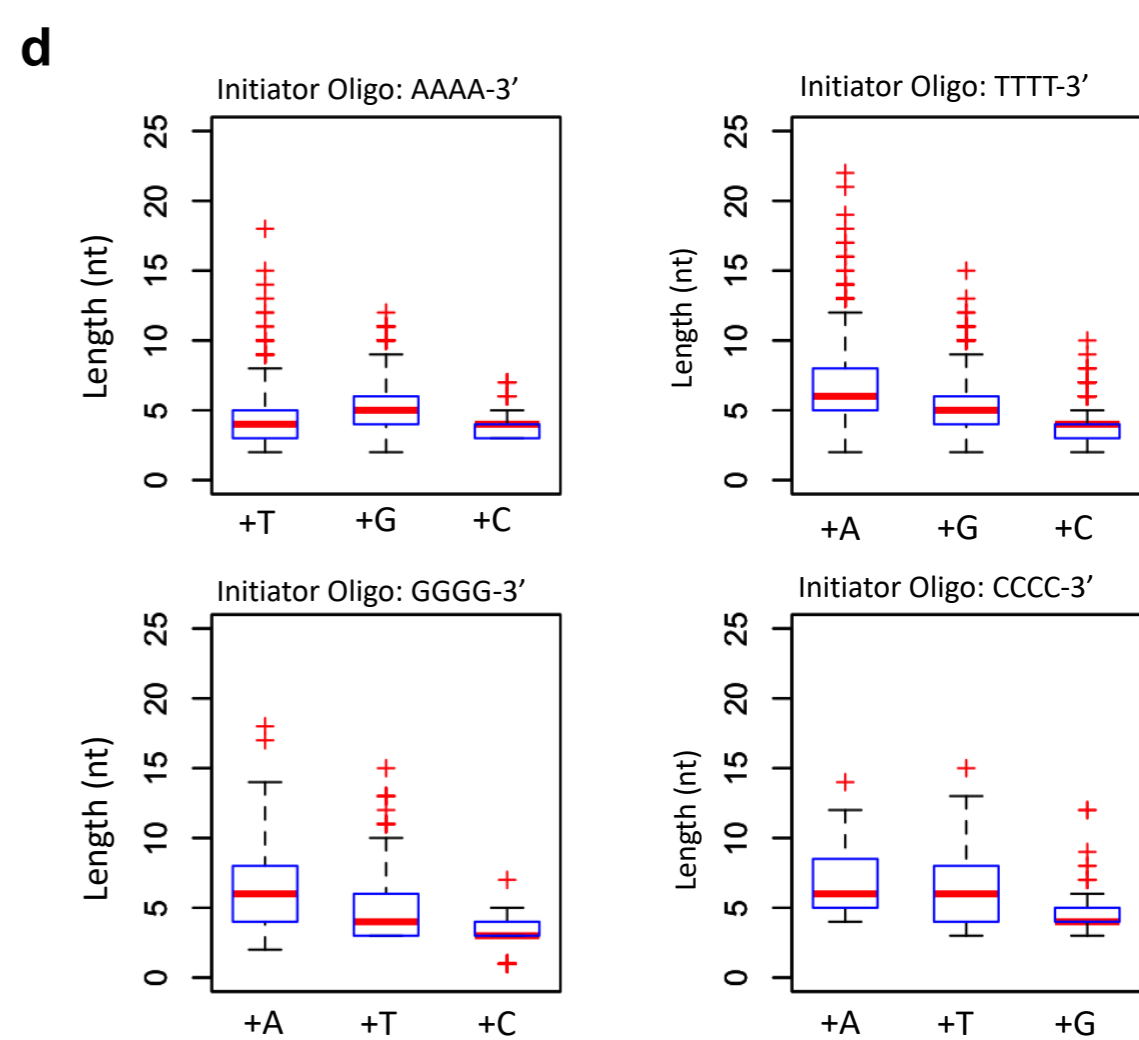 d
Initiator Oligo: AAAA-3’
Length (nt)
25
20
15
10
5
0
+T +G +C
Initiator Oligo: TTTT-3’
Length (nt)
25
20
15
10
5
0
+A +G +C
Initiator Oligo: GGGG-3’
Length (nt)
25
20
15
10
5
0
+A +T +C
Initiator Oligo: CCCC-3’
Length (nt)
25
20
15
10
5
0
+A +T +G